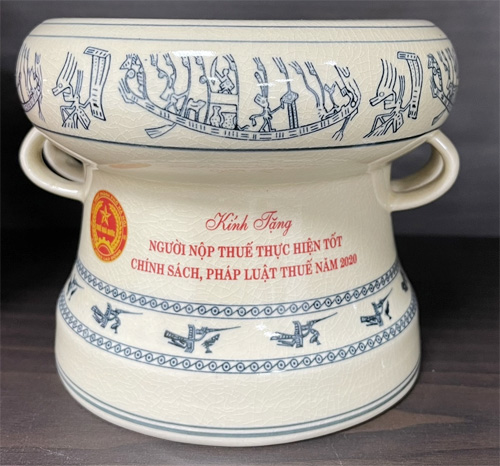 Kính Tặng
NGƯỜI NỘP THUẾ THỰC HIỆN TỐT
CHÍNH SÁCH, PHÁP LUẬT THUẾ NĂM 2020